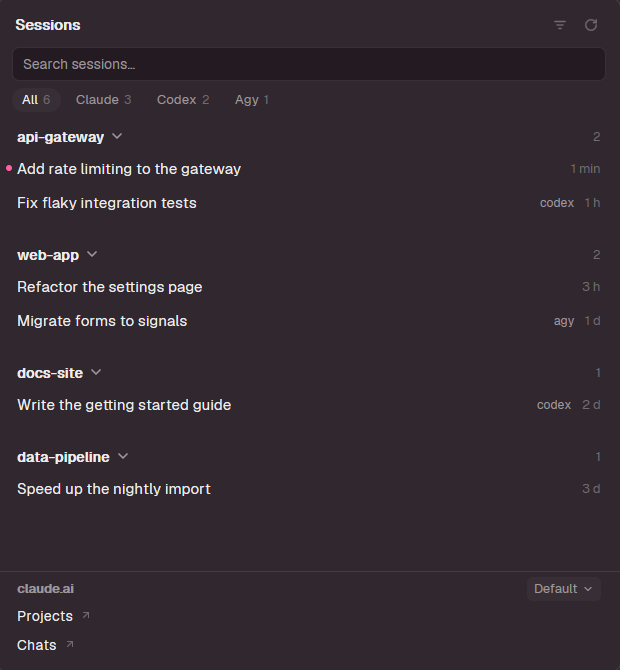 Sessions
Search sessions...
All 6 Claude 3 Codex 2 Agy 1
api-gateway 2
Add rate limiting to the gateway 1 min
Fix flaky integration tests codex 1 h
web-app 2
Refactor the settings page 3 h
Migrate forms to signals agy 1 d
docs-site 1
Write the getting started guide codex 2 d
data-pipeline 1
Speed up the nightly import 3 d
claude.ai Default
Projects
Chats